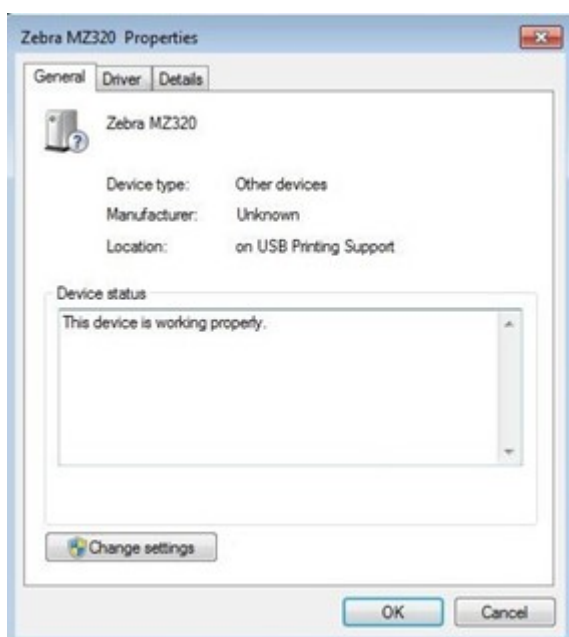 Zebra MZ320 Properties
General Driver Details
Zebra MZ320
Device type: Other devices
Manufacturer: Unknown
Location: on USB Printing Support
Device status
This device is working properly.
Change settings
OK Cancel